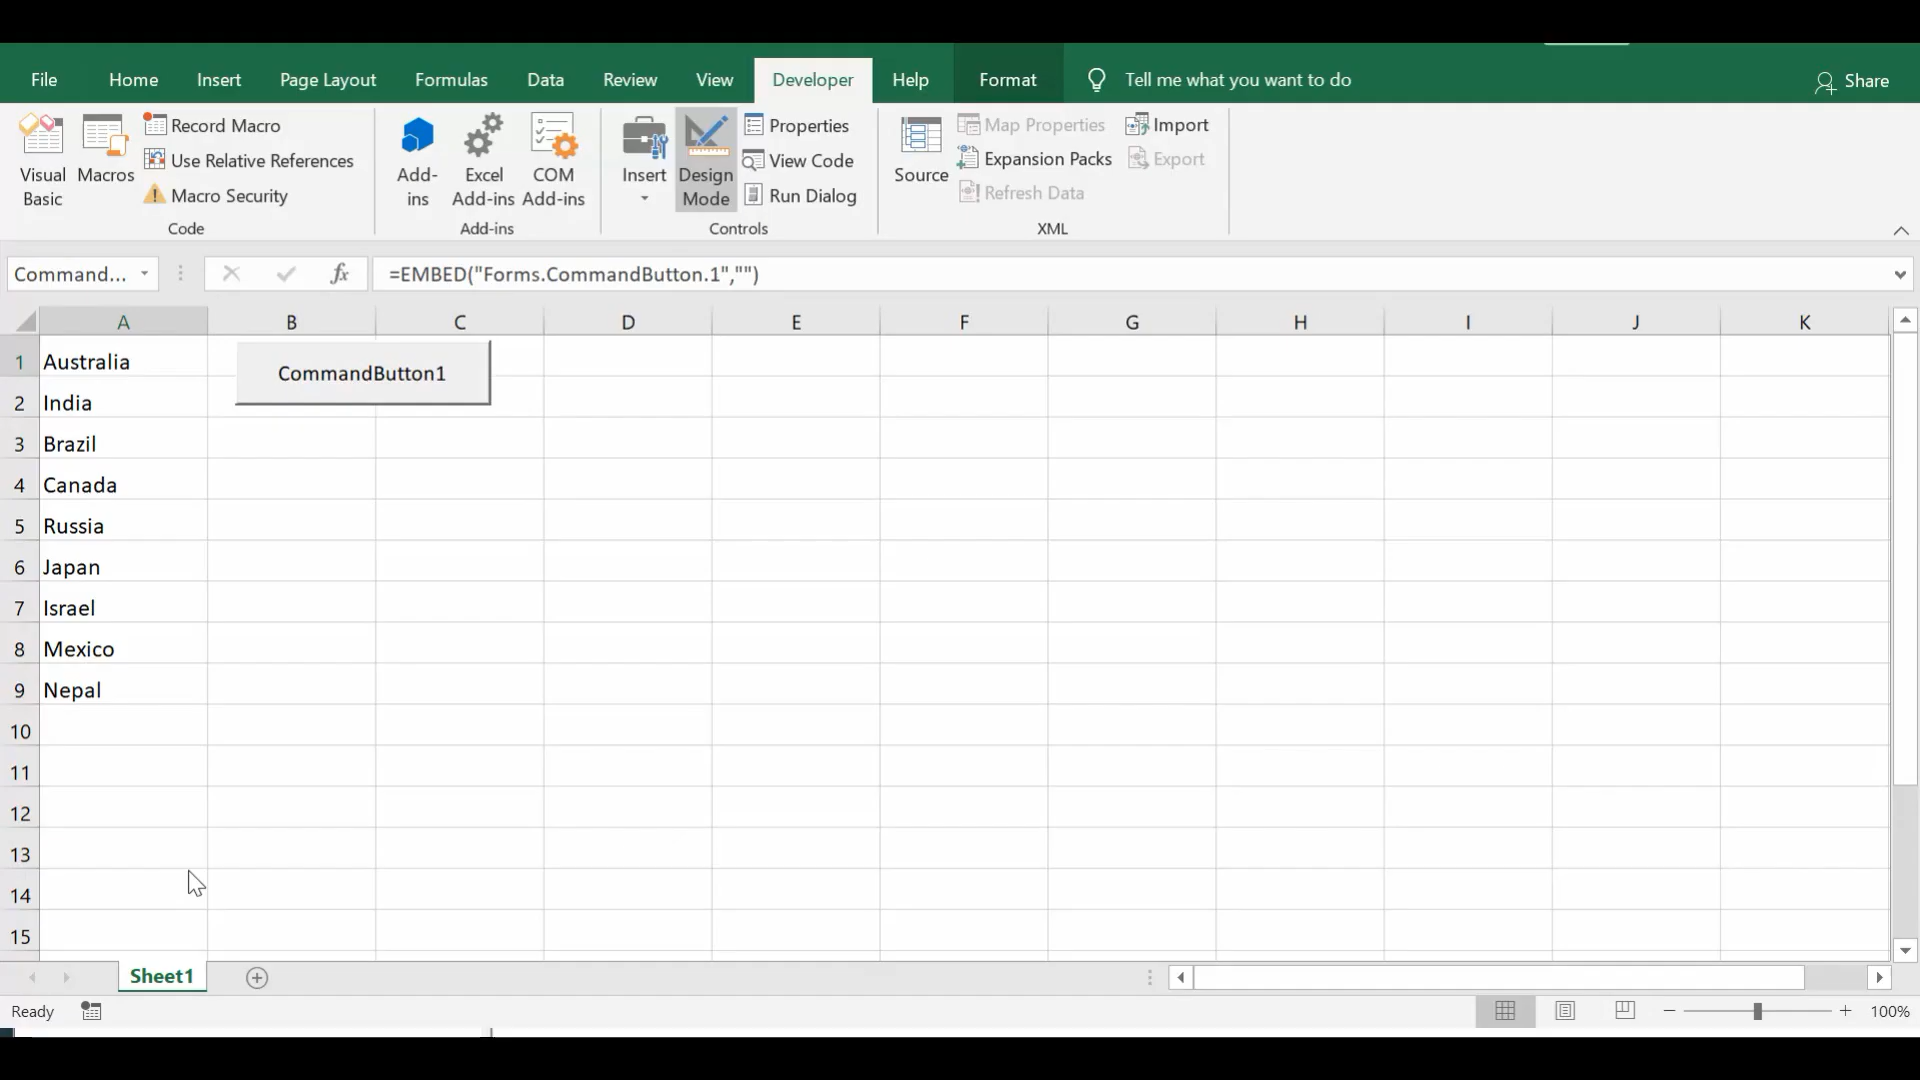 File Home Insert Page Layout Formulas Data Review View Developer Help Format Tell me what you want to do Share
Visual Basic
Macros
Record Macro
Use Relative References
Macro Security
Code
Add-ins
Excel Add-ins
COM Add-ins
Add-ins
Insert
Design Mode
Properties
View Code
Run Dialog
Controls
Source
Map Properties
Expansion Packs
Refresh Data
Import
Export
XML
Command... fx =EMBED("Forms.CommandButton.1","")
A B C D E F G H I J K
1 Australia
CommandButton1
2 India
3 Brazil
4 Canada
5 Russia
6 Japan
7 Israel
8 Mexico
9 Nepal
10
11
12
13
14
15
Sheet1
Ready 100%